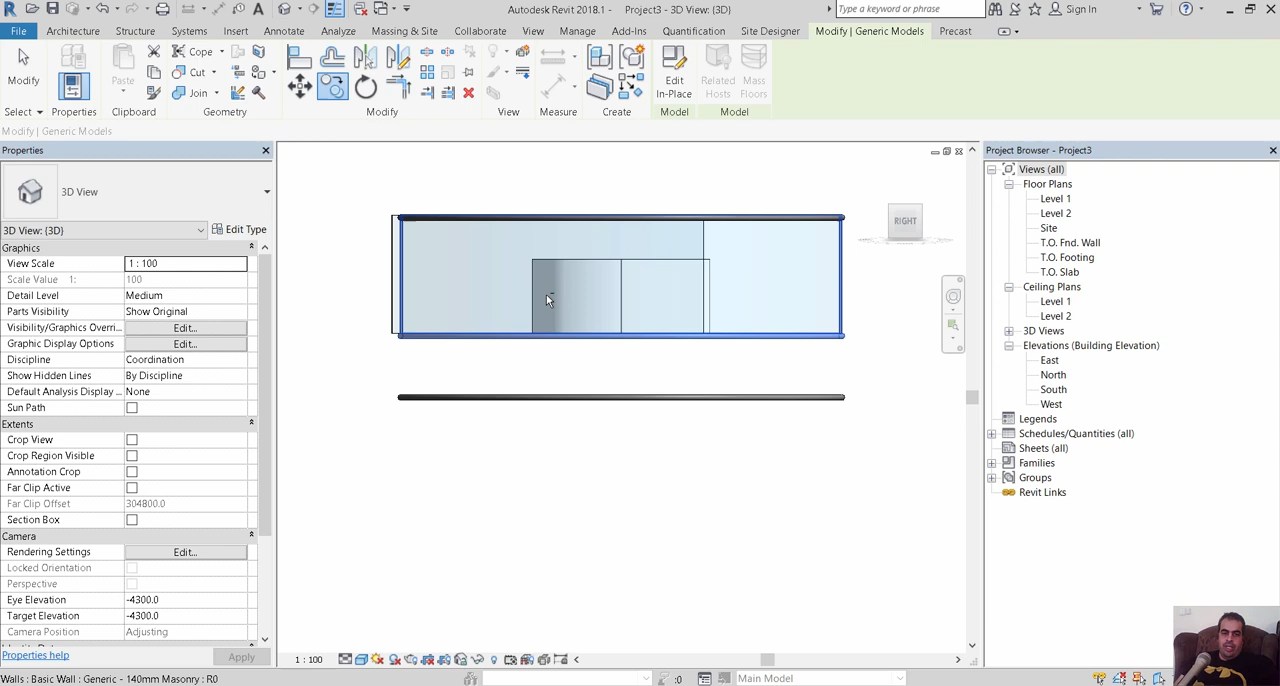 Autodesk Revit 2018.1 - Project3 - 3D View: {3D}
Type a keyword or phrase
Sign In
File
Architecture
Structure
Systems
Insert
Annotate
Analyze
Massing & Site
Collaborate
View
Manage
Add-Ins
Quantification
Site Designer
Modify | Generic Models
Precast
Modify
Paste
Cope
Cut
Join
Edit
In-Place
Related
Hosts
Mass
Floors
Select
Properties
Clipboard
Geometry
Modify
View
Measure
Create
Model
Model
Modify | Generic Models
Properties
3D View
3D View: {3D}
Edit Type
Graphics
View Scale
1 : 100
Scale Value 1:
100
Detail Level
Medium
Parts Visibility
Show Original
Visibility/Graphics Overri...
Edit...
Graphic Display Options
Edit...
Discipline
Coordination
Show Hidden Lines
By Discipline
Default Analysis Display ...
None
Sun Path
Extents
Crop View
Crop Region Visible
Annotation Crop
Far Clip Active
Far Clip Offset
304800.0
Section Box
Camera
Rendering Settings
Edit...
Locked Orientation
Perspective
Eye Elevation
-4300.0
Target Elevation
-4300.0
Camera Position
Adjusting
Properties help
Apply
RIGHT
1 : 100
Project Browser - Project3
Views (all)
Floor Plans
Level 1
Level 2
Site
T.O. Fnd. Wall
T.O. Footing
T.O. Slab
Ceiling Plans
Level 1
Level 2
3D Views
Elevations (Building Elevation)
East
North
South
West
Legends
Schedules/Quantities (all)
Sheets (all)
Families
Groups
Revit Links
Walls : Basic Wall : Generic - 140mm Masonry : R0
:0
Main Model